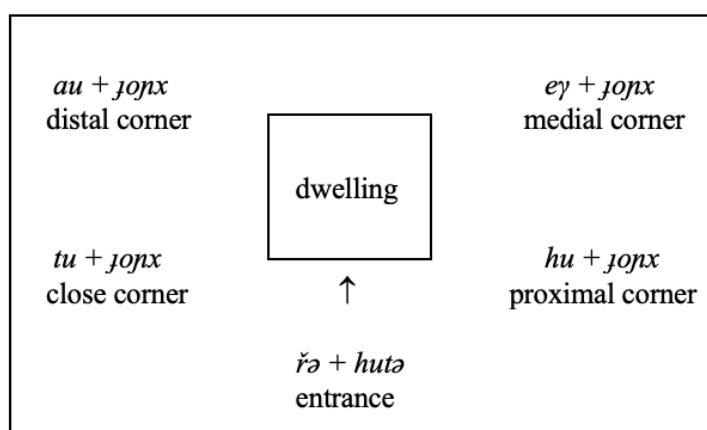 au + ɟoɲx
distal corner
eγ + ɟoɲx
medial corner
dwelling
tu + ɟoɲx
close corner
hu + ɟoɲx
proximal corner
↑
řə + hutə
entrance